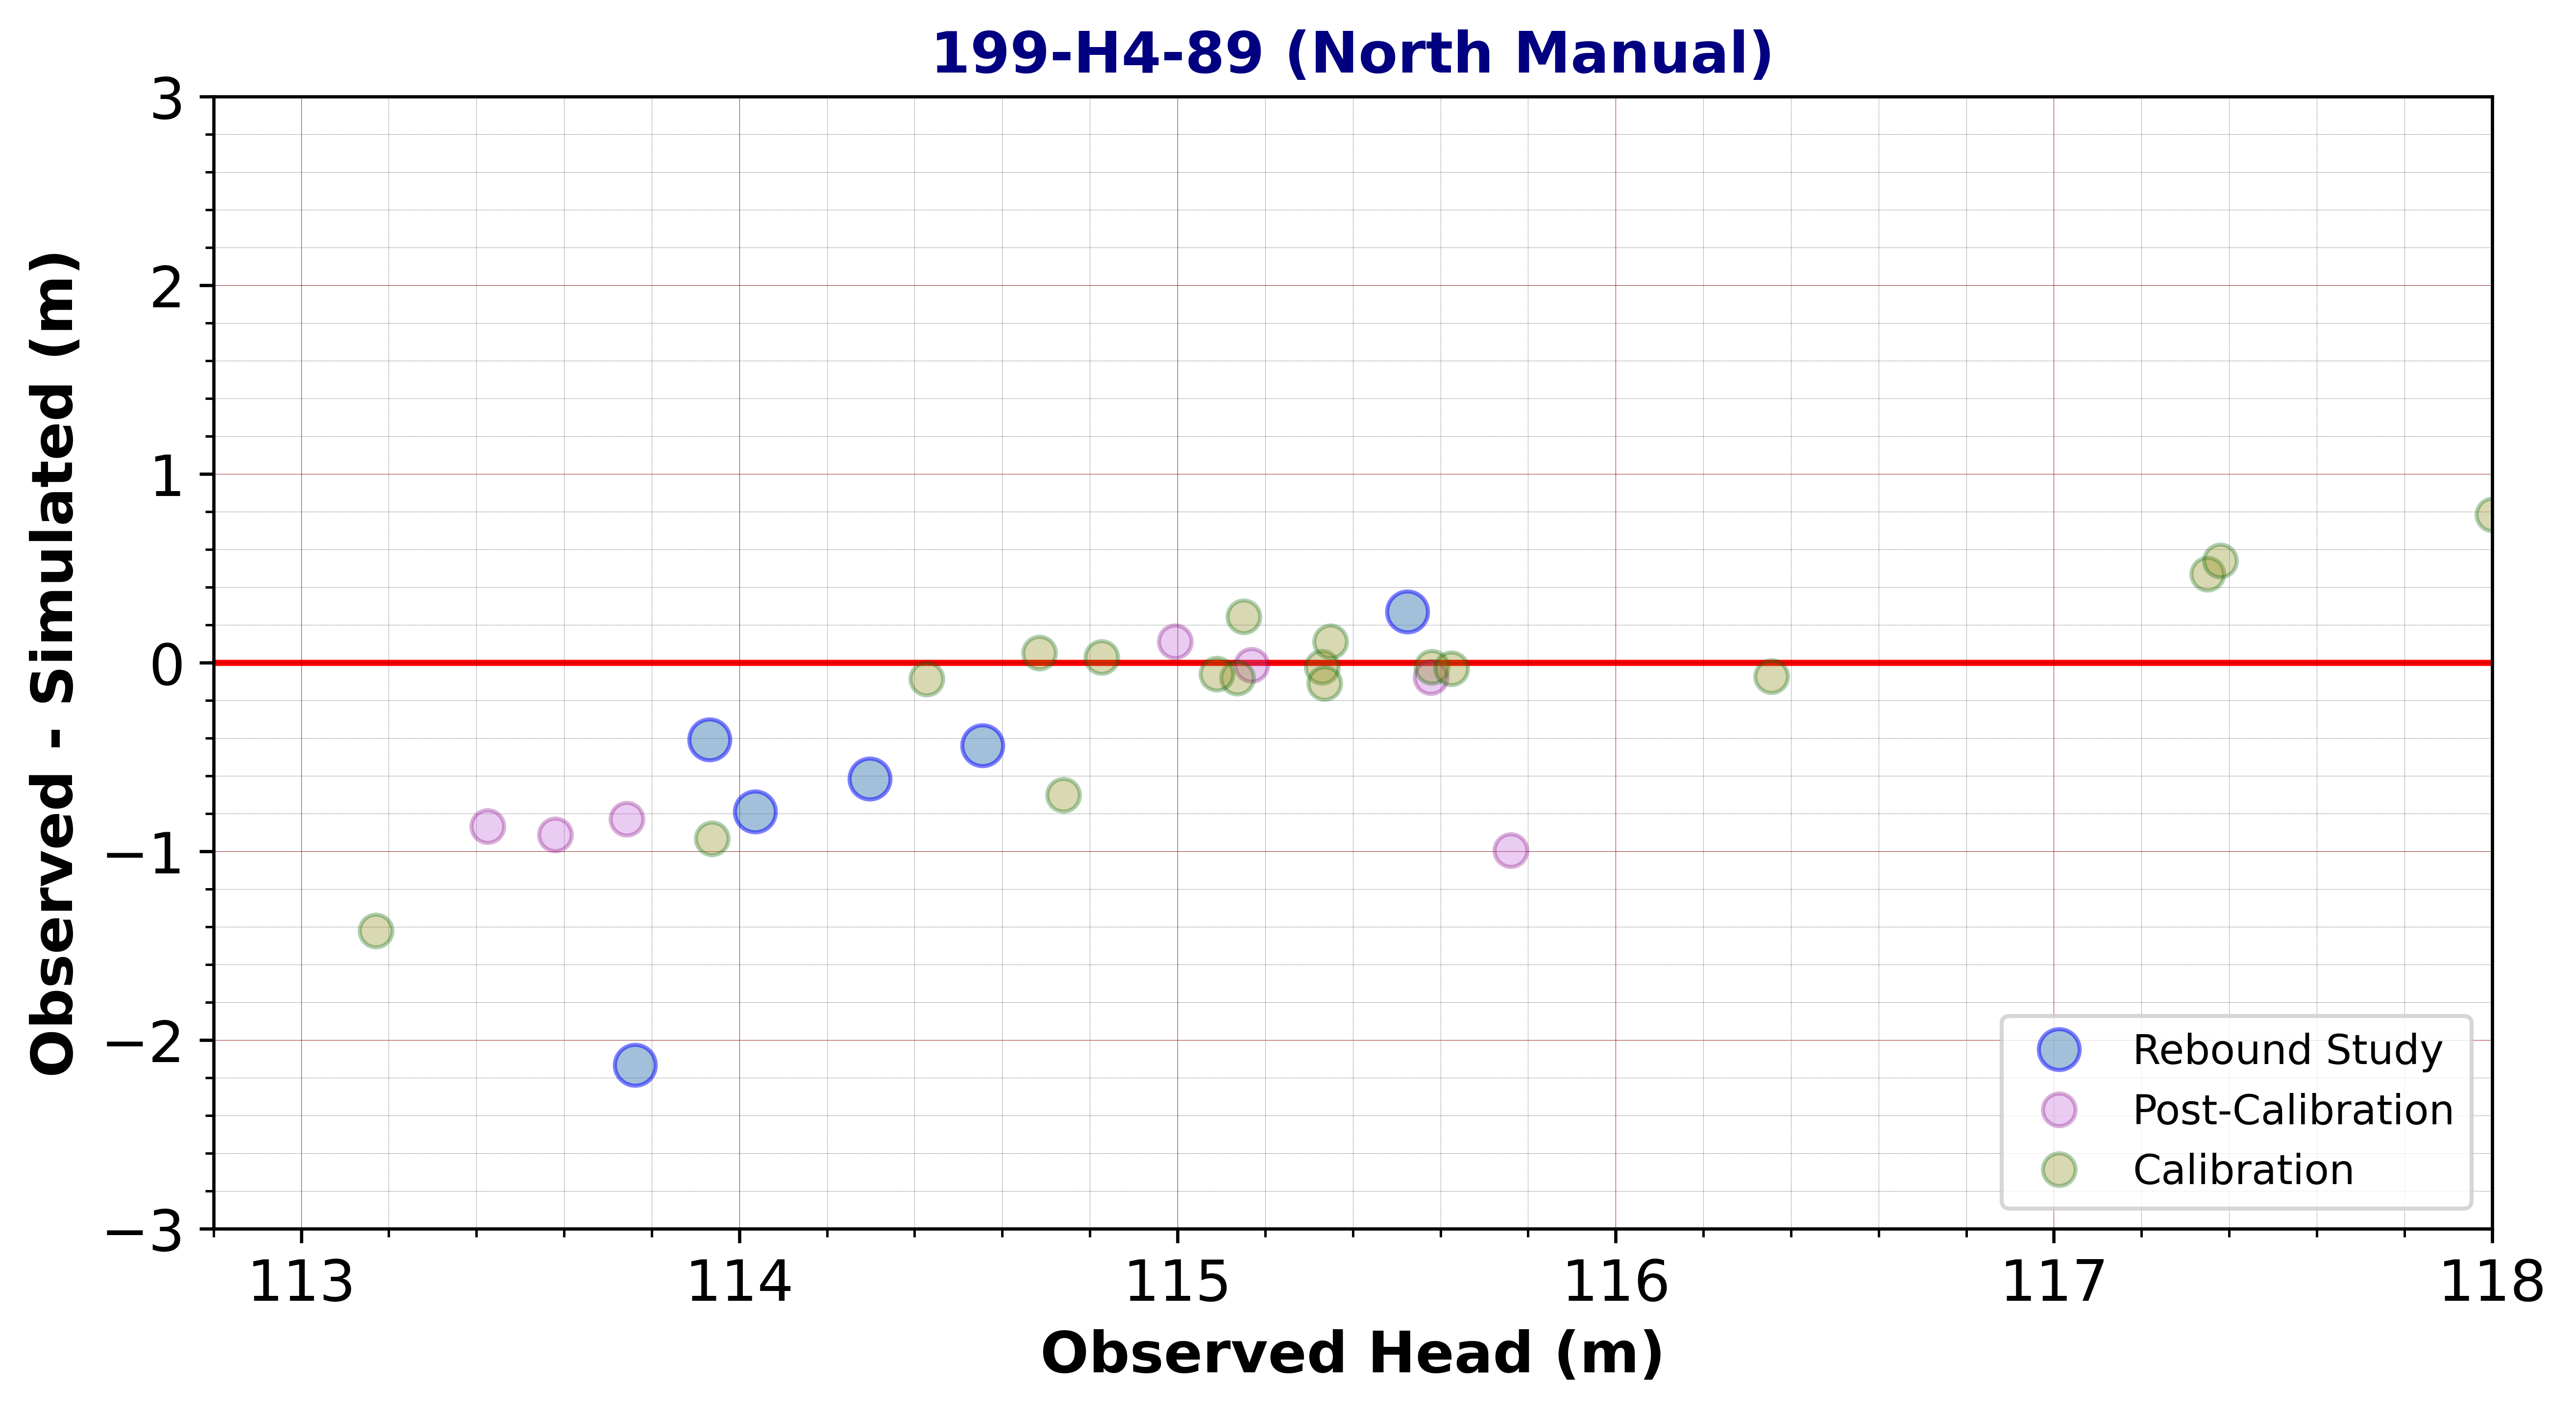 199-H4-89 (North Manual)
Observed - Simulated (m)
3
2
1
0
−1
−2
−3
113 114 115 116 117 118
Observed Head (m)
Rebound Study
Post-Calibration
Calibration